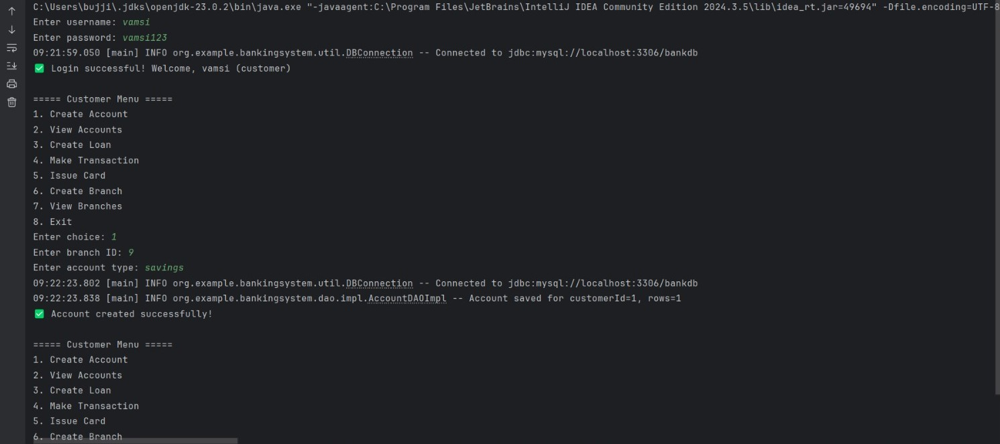 C:\Users\bujji\.jdks\openjdk-23.0.2\bin\java.exe "-javaagent:C:\Program Files\JetBrains\IntelliJ IDEA Community Edition 2024.3.5\lib\idea_rt.jar=49694" -Dfile.encoding=UTF-8
Enter username: vamsi
Enter password: vamsi123
09:21:59.050 [main] INFO org.example.bankingsystem.util.DBConnection -- Connected to jdbc:mysql://localhost:3306/bankdb
✅ Login successful! Welcome, vamsi (customer)
===== Customer Menu =====
1. Create Account
2. View Accounts
3. Create Loan
4. Make Transaction
5. Issue Card
6. Create Branch
7. View Branches
8. Exit
Enter choice: 1
Enter branch ID: 9
Enter account type: savings
09:22:23.802 [main] INFO org.example.bankingsystem.util.DBConnection -- Connected to jdbc:mysql://localhost:3306/bankdb
09:22:23.838 [main] INFO org.example.bankingsystem.dao.impl.AccountDAOImpl -- Account saved for customerId=1, rows=1
✅ Account created successfully!
===== Customer Menu =====
1. Create Account
2. View Accounts
3. Create Loan
4. Make Transaction
5. Issue Card
6. Create Branch